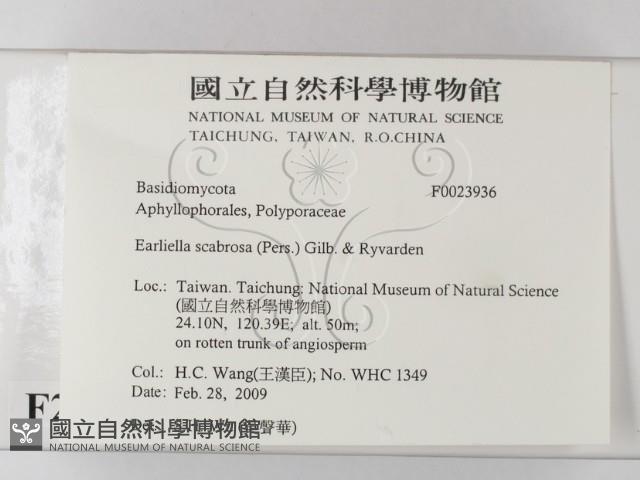 國立自然科學博物館
NATIONAL MUSEUM OF NATURAL SCIENCE
TAICHUNG, TAIWAN, R.O.CHINA
Basidiomycota F0023936
Aphyllophorales, Polyporaceae
Earliella scabrosa (Pers.) Gilb. & Ryvarden
Loc.: Taiwan. Taichung: National Museum of Natural Science
(國立自然科學博物館)
24.10N, 120.39E; alt. 50m;
on rotten trunk of angiosperm
Col.: H.C. Wang(王漢臣); No. WHC 1349
Date: Feb. 28, 2009
聲華)
國立自然科學博物館
NATIONAL MUSEUM OF NATURAL SCIENCE